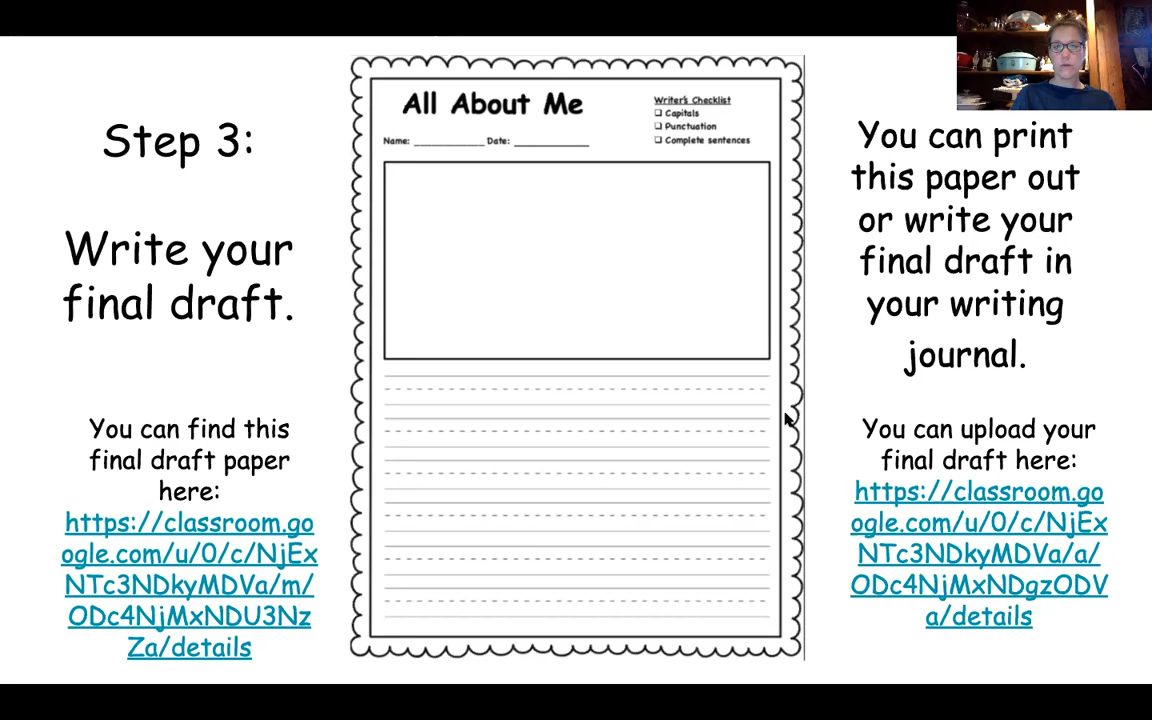 Step 3:
Write your
final draft.
You can find this
final draft paper
here:
https://classroom.go
ogle.com/u/0/c/NjEx
NTc3NDkyMDVa/m/
ODc4NjMxNDU3Nz
Za/details
All About Me
Name: ____________ Date: _____________
Writer's Checklist
❑ Capitals
❑ Punctuation
❑ Complete sentences
You can print
this paper out
or write your
final draft in
your writing
journal.
You can upload your
final draft here:
https://classroom.go
ogle.com/u/0/c/NjEx
NTc3NDkyMDVa/a/
ODc4NjMxNDgzODV
a/details